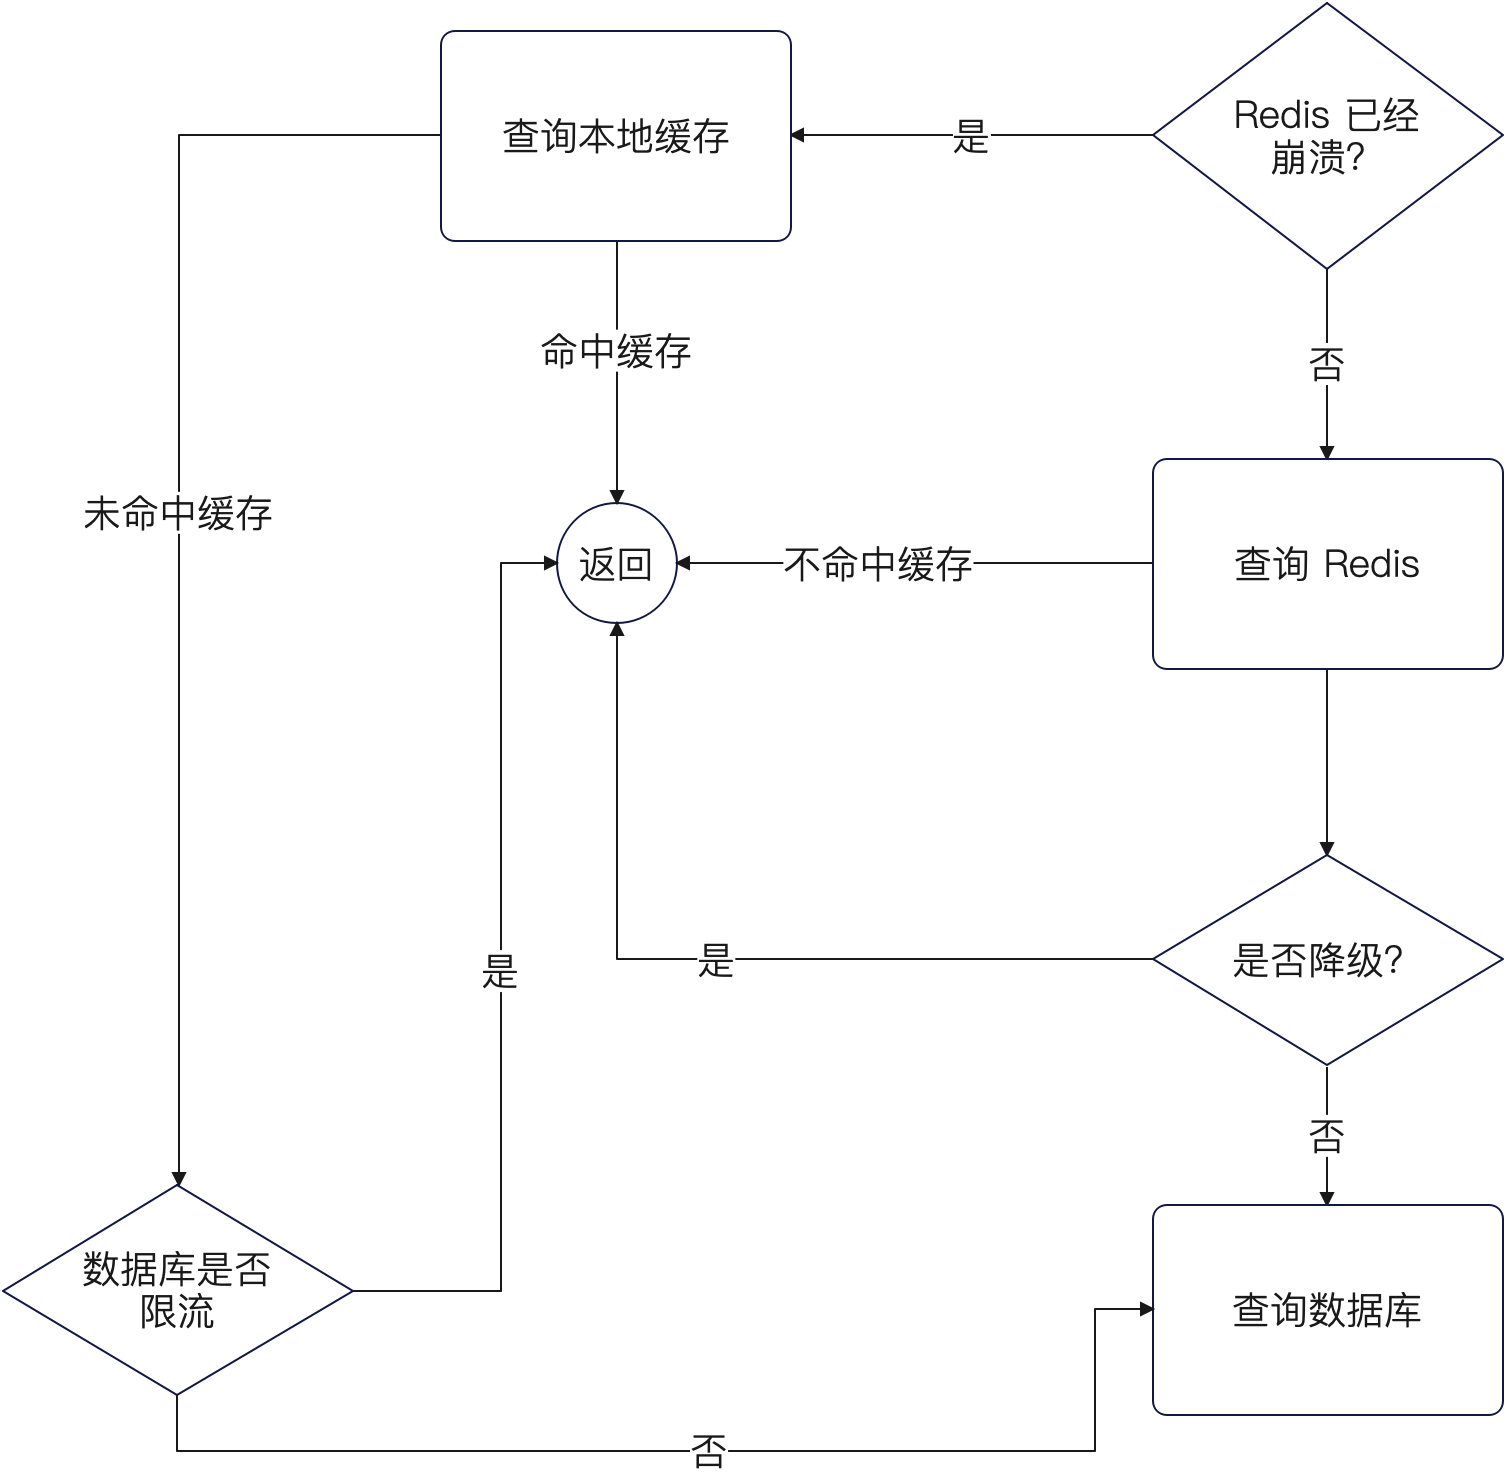 Redis 已经
崩溃?
是
查询本地缓存
否
命中缓存
未命中缓存
查询 Redis
不命中缓存
返回
是否降级?
是
是
否
数据库是否
限流
查询数据库
否